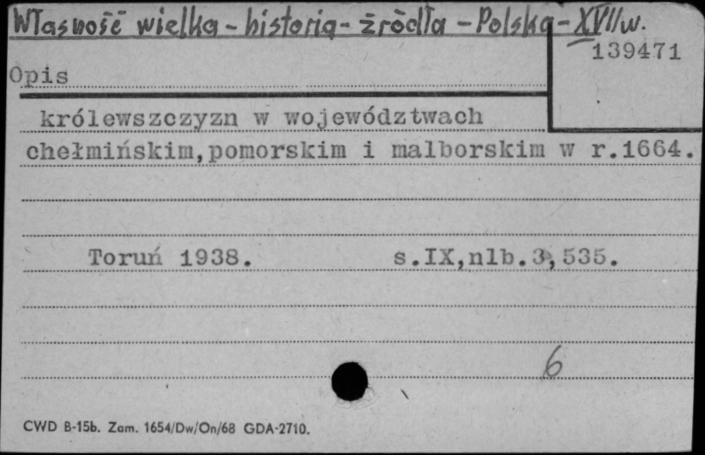 Własność wielka - historia - źródła - Polska - XVII w.
139471
Opis
królewszczyzn w województwach
chełmińskim, pomorskim i malborskim w r.1664.
Toruń 1938. s.IX,nlb.3,535.
6
CWD B-15b. Zam. 1654/Dw/On/68 GDA-2710.